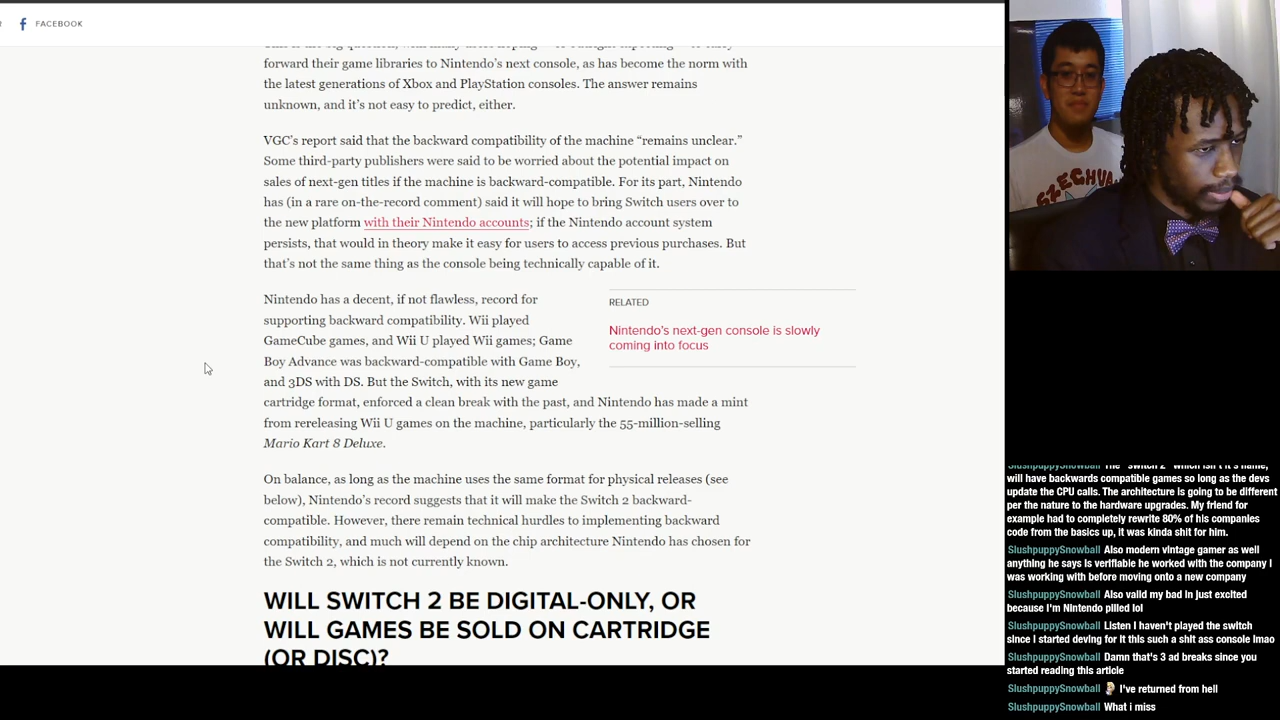 FACEBOOK
forward their game libraries to Nintendo's next console, as has become the norm with
the latest generations of Xbox and PlayStation consoles. The answer remains
unknown, and it's not easy to predict, either.
VGC's report said that the backward compatibility of the machine “remains unclear.”
Some third-party publishers were said to be worried about the potential impact on
sales of next-gen titles if the machine is backward-compatible. For its part, Nintendo
has (in a rare on-the-record comment) said it will hope to bring Switch users over to
the new platform with their Nintendo accounts; if the Nintendo account system
persists, that would in theory make it easy for users to access previous purchases. But
that's not the same thing as the console being technically capable of it.
Nintendo has a decent, if not flawless, record for
supporting backward compatibility. Wii played
GameCube games, and Wii U played Wii games; Game
Boy Advance was backward-compatible with Game Boy,
and 3DS with DS. But the Switch, with its new game
cartridge format, enforced a clean break with the past, and Nintendo has made a mint
from rereleasing Wii U games on the machine, particularly the 55-million-selling
Mario Kart 8 Deluxe.
RELATED
Nintendo's next-gen console is slowly
coming into focus
On balance, as long as the machine uses the same format for physical releases (see
below), Nintendo's record suggests that it will make the Switch 2 backward-
compatible. However, there remain technical hurdles to implementing backward
compatibility, and much will depend on the chip architecture Nintendo has chosen for
the Switch 2, which is not currently known.
WILL SWITCH 2 BE DIGITAL-ONLY, OR
WILL GAMES BE SOLD ON CARTRIDGE
(OR DISC)?
SlushpuppySnowball The "switch 2" which isn't it's name,
will have backwards compatible games so long as the devs
update the CPU calls. The architecture is going to be different
per the nature to the hardware upgrades. My friend for
example had to completely rewrite 80% of his companies
code from the basics up, it was kinda shit for him.
SlushpuppySnowball Also modern vintage gamer as well
anything he says is verifiable he worked with the company I
was working with before moving onto a new company
SlushpuppySnowball Also valid my bad in just excited
because I'm Nintendo pilled lol
SlushpuppySnowball Listen I haven't played the switch
since I started deving for it this such a shit ass console lmao
SlushpuppySnowball Damn that's 3 ad breaks since you
started reading this article
SlushpuppySnowball I've returned from hell
SlushpuppySnowball What i miss